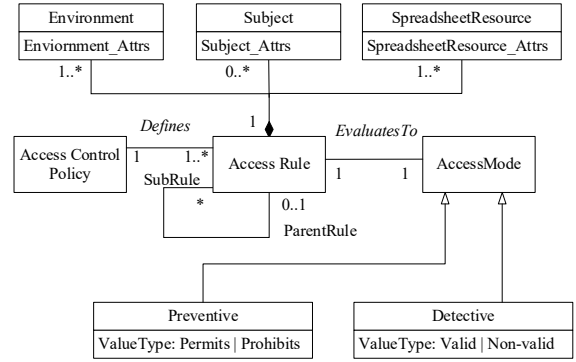 Environment
Enviornment_Attrs
Subject
Subject_Attrs
SpreadsheetResource
SpreadsheetResource_Attrs
1..*
0..*
1..*
1
Defines
EvaluatesTo
Access Control
Policy
1
1..*
Access Rule
1
1
AccessMode
SubRule
*
0..1
ParentRule
Preventive
ValueType: Permits | Prohibits
Detective
ValueType: Valid | Non-valid